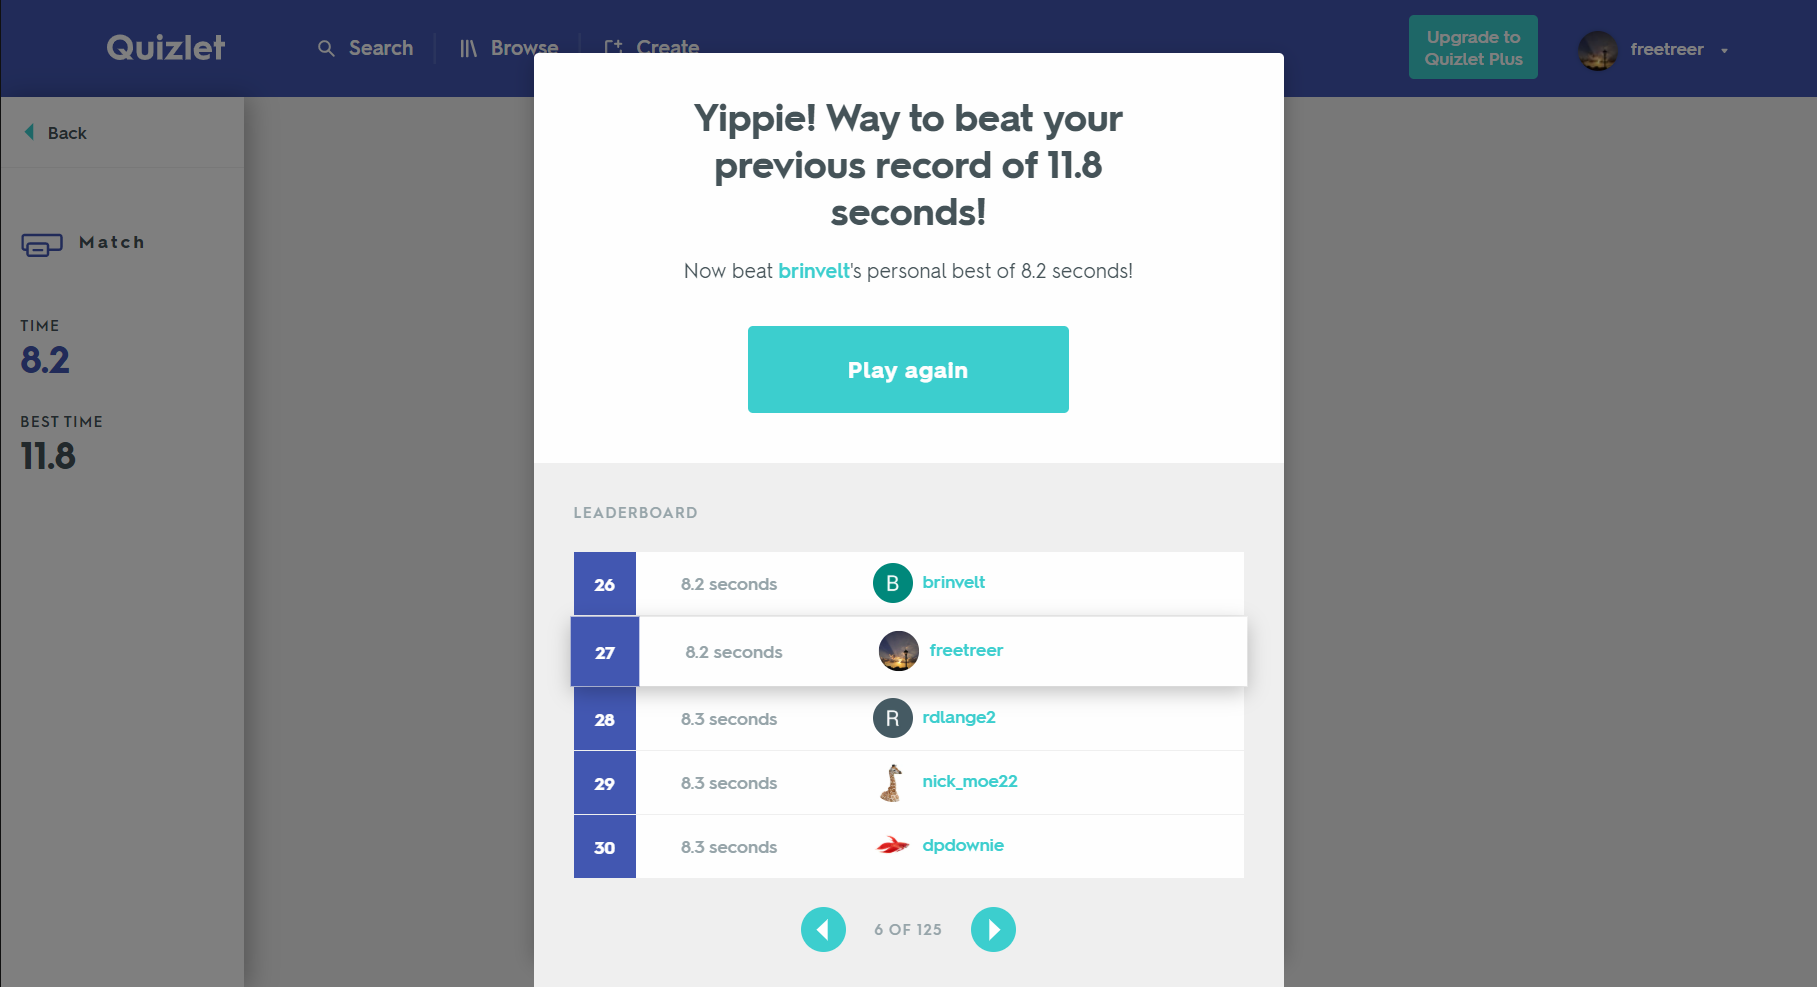 Quizlet
Search
Browse
Create
Upgrade to
Quizlet Plus
freetreer
Back
Match
TIME
8.2
BEST TIME
11.8
Yippie! Way to beat your
previous record of 11.8
seconds!
Now beat brinvelt's personal best of 8.2 seconds!
Play again
LEADERBOARD
26 8.2 seconds B brinvelt
27 8.2 seconds freetreer
28 8.3 seconds R rdlange2
29 8.3 seconds nick_moe22
30 8.3 seconds dpdownie
6 OF 125